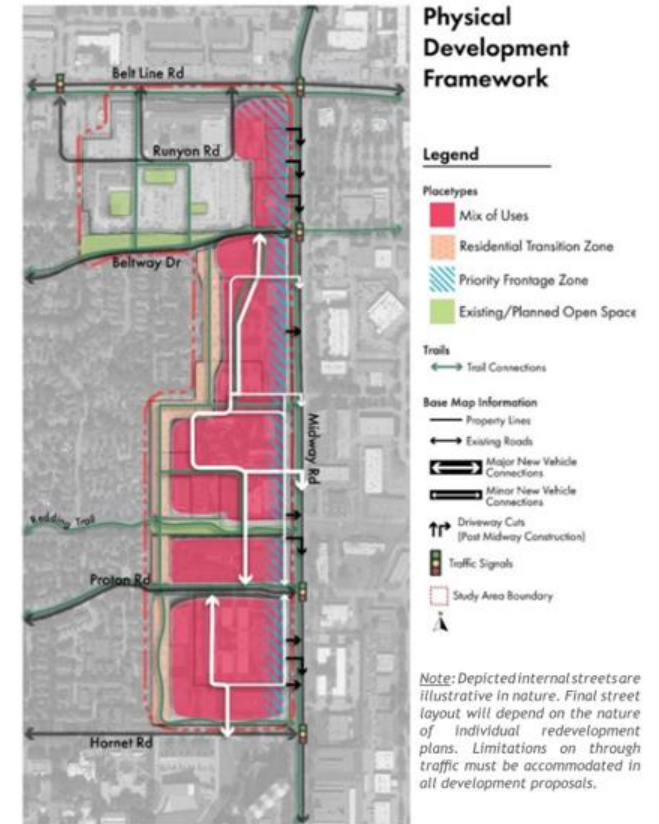 Physical
Development
Framework
Belt Line Rd
Runyon Rd
Beltway Dr
Midway Rd
Redding Trail
Proton Rd
Hornet Rd
Legend
Placetypes
Mix of Uses
Residential Transition Zone
Priority Frontage Zone
Existing/Planned Open Space
Trails
Trail Connections
Base Map Information
Property Lines
Existing Roads
Major New Vehicle
Connections
Minor New Vehicle
Connections
Driveway Cuts
(Post Midway Construction)
Traffic Signals
Study Area Boundary
Note: Depicted internal streets are
illustrative in nature. Final street
layout will depend on the nature
of individual redevelopment
plans. Limitations on through
traffic must be accommodated in
all development proposals.